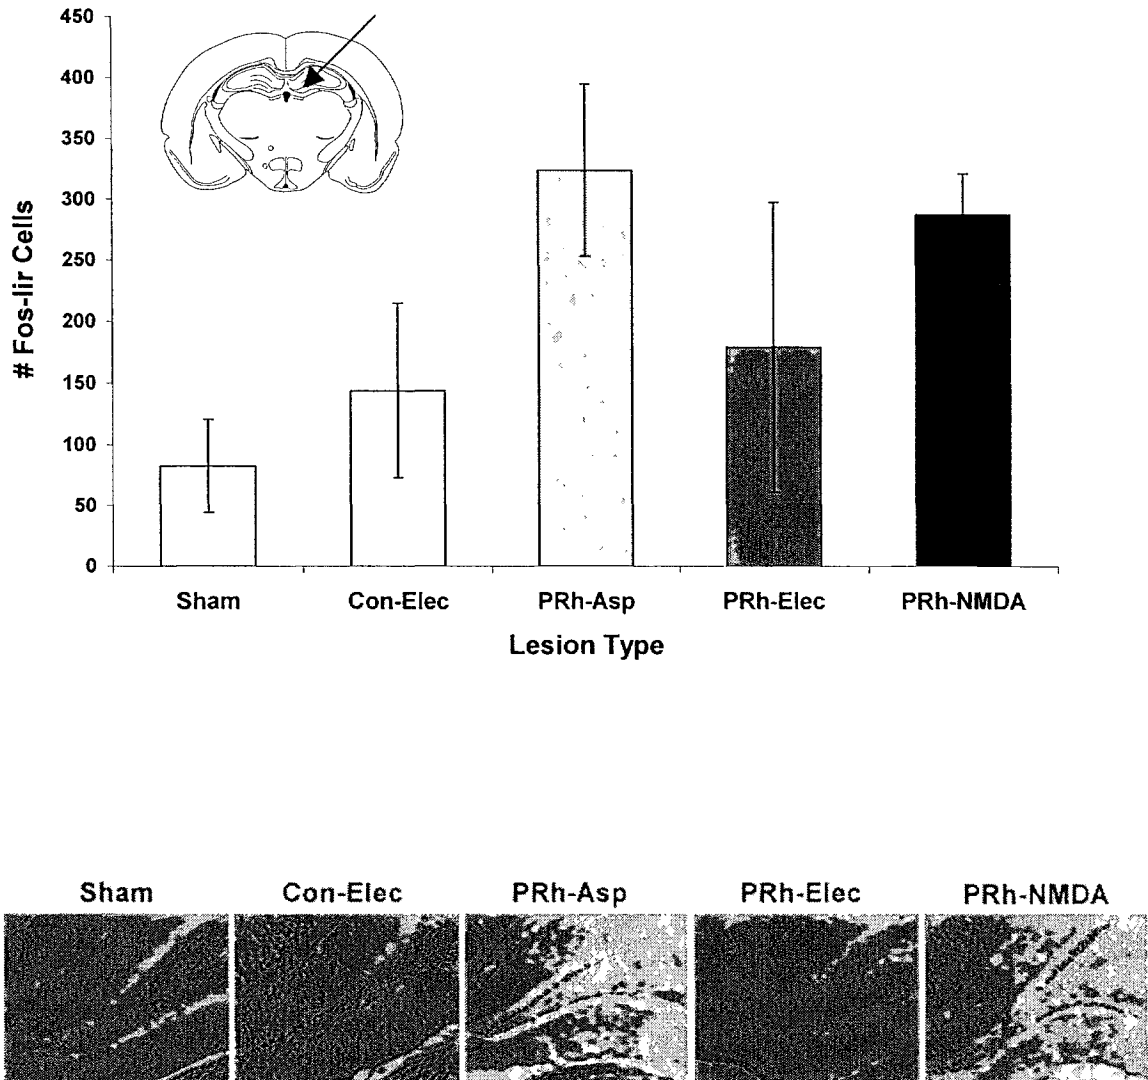 450
400
350
300
250
200
150
100
50
0
# Fos-lir Cells
Sham Con-Elec PRh-Asp PRh-Elec PRh-NMDA
Lesion Type
Sham Con-Elec PRh-Asp PRh-Elec PRh-NMDA